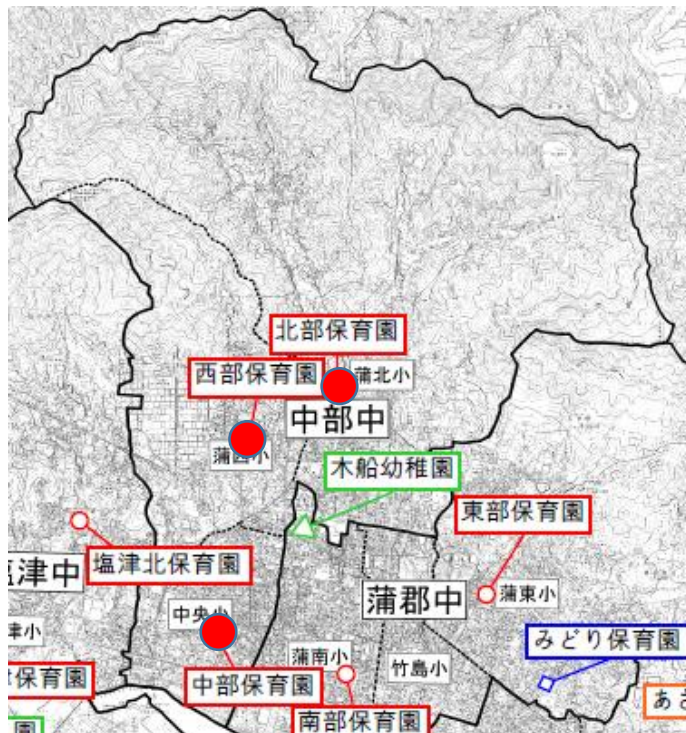 北部保育園
西部保育園
蒲北小
中部中
蒲西小
木船幼稚園
東部保育園
塩津北保育園
塩津中
蒲郡中
蒲東小
中央小
津小
みどり保育園
蒲南小
竹島小
保育園
中部保育園
南部保育園
あさ
園